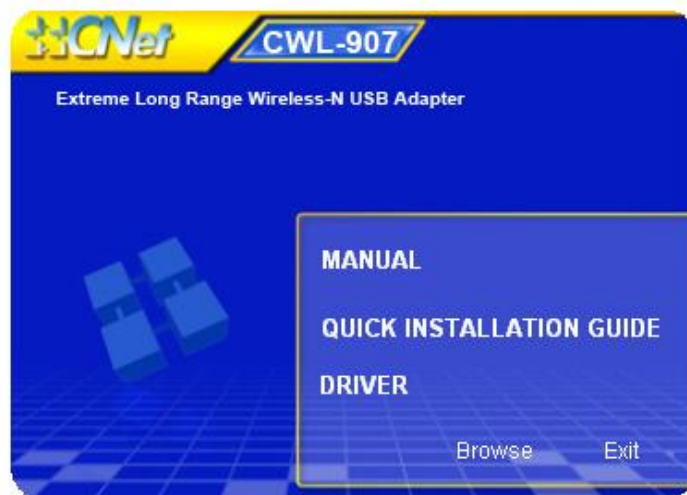 CNet CWL-907
Extreme Long Range Wireless-N USB Adapter
MANUAL
QUICK INSTALLATION GUIDE
DRIVER
Browse Exit